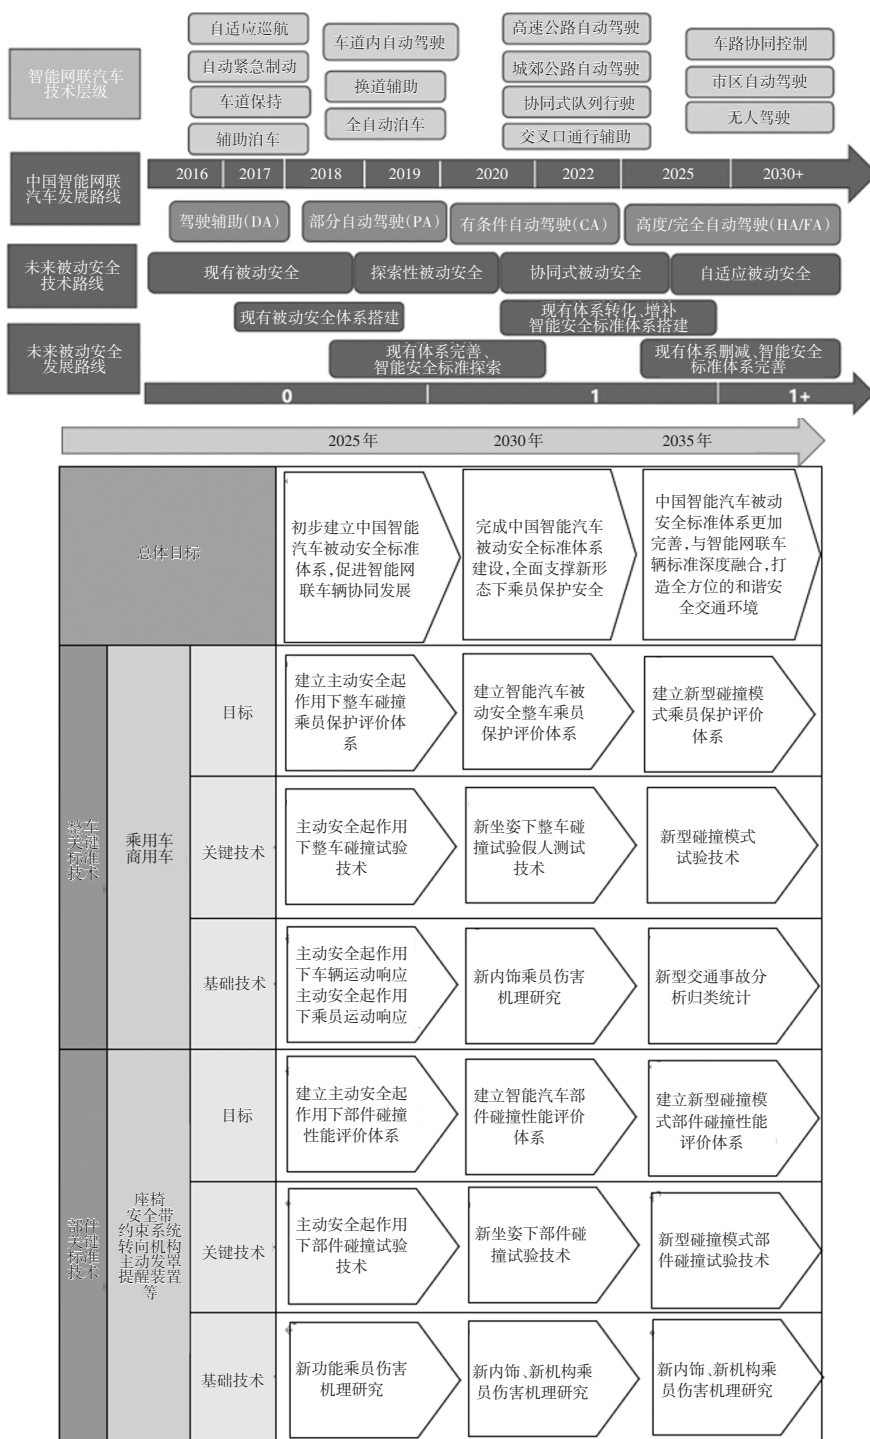 智能网联汽车
技术层级
自适应巡航
自动紧急制动
车道保持
辅助泊车
车道内自动驾驶
换道辅助
全自动泊车
高速公路自动驾驶
城郊公路自动驾驶
协同式队列行驶
交叉口通行辅助
车路协同控制
市区自动驾驶
无人驾驶
中国智能网联
汽车发展路线
2016 2017 2018 2019 2020 2022 2025 2030+
驾驶辅助(DA) 部分自动驾驶(PA) 有条件自动驾驶(CA) 高度/完全自动驾驶(HA/FA)
未来被动安全
技术路线
现有被动安全 探索性被动安全 协同式被动安全 自适应被动安全
未来被动安全
发展路线
现有被动安全体系搭建
现有体系转化、增补
智能安全标准体系搭建
现有体系完善、
智能安全标准探索
现有体系删减、智能安全
标准体系完善
0 1 1+
2025年 2030年 2035年
总体目标
初步建立中国智能
汽车被动安全标准
体系,促进智能网
联车辆协同发展
完成中国智能汽车
被动安全标准体系
建设,全面支撑新形
态下乘员保护安全
中国智能汽车被动
安全标准体系更加
完善,与智能网联车
辆标准深度融合,打
造全方位的和谐安
全交通环境
整车
关键
标准
技术
乘用车
商用车
目标
建立主动安全起
作用下整车碰撞
乘员保护评价体
系
建立智能汽车被
动安全整车乘员
保护评价体系
建立新型碰撞模
式乘员保护评价
体系
关键技术
主动安全起作用
下整车碰撞试验
技术
新坐姿下整车碰
撞试验假人测试
技术
新型碰撞模式
试验技术
基础技术
主动安全起作用
下车辆运动响应
主动安全起作用
下乘员运动响应
新内饰乘员伤害
机理研究
新型交通事故分
析归类统计
部件
关键
标准
技术
座椅
安全带
约束系统
转向机构
主动发罩
提醒装置
等
目标
建立主动安全起
作用下部件碰撞
性能评价体系
建立智能汽车部
件碰撞性能评价
体系
建立新型碰撞模
式部件碰撞性能
评价体系
关键技术
主动安全起作用
下部件碰撞试验
技术
新坐姿下部件碰
撞试验技术
新型碰撞模式部
件碰撞试验技术
基础技术
新功能乘员伤害
机理研究
新内饰、新机构乘
员伤害机理研究
新内饰、新机构乘
员伤害机理研究